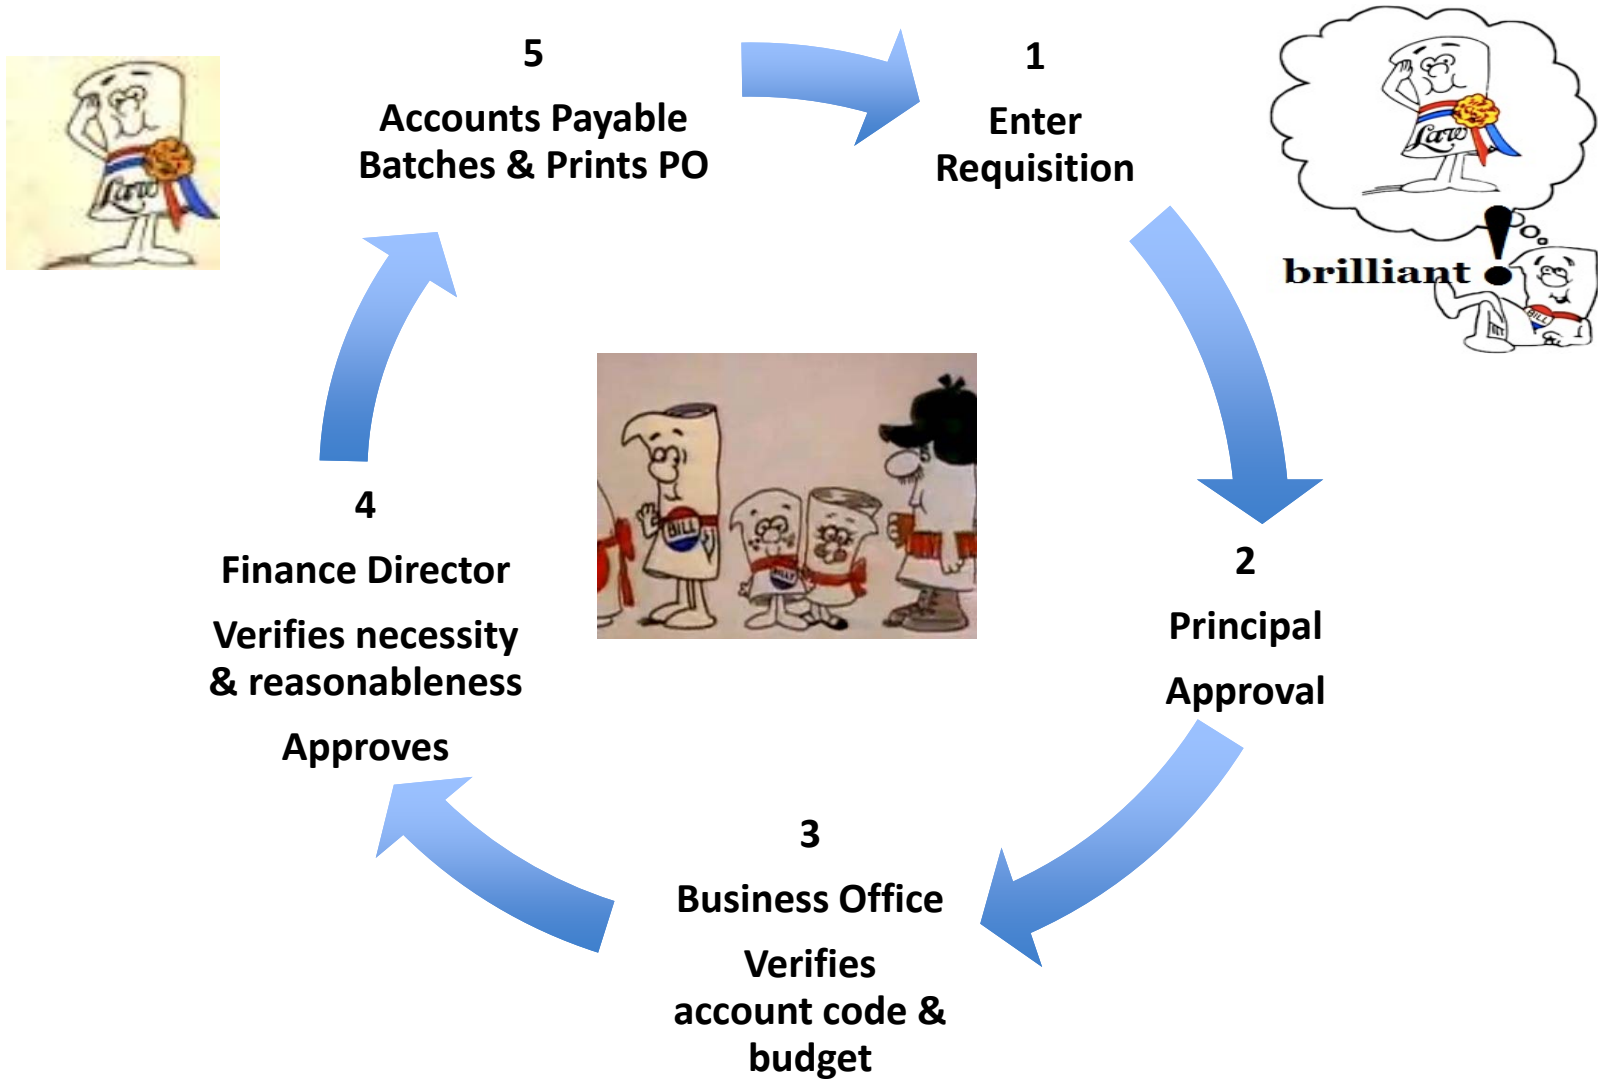 5
Accounts Payable
Batches & Prints PO
1
Enter
Requisition
Law
Law
brilliant !
BILL
2
Principal
Approval
BILL
BILLY
4
Finance Director
Verifies necessity
& reasonableness
Approves
3
Business Office
Verifies
account code &
budget